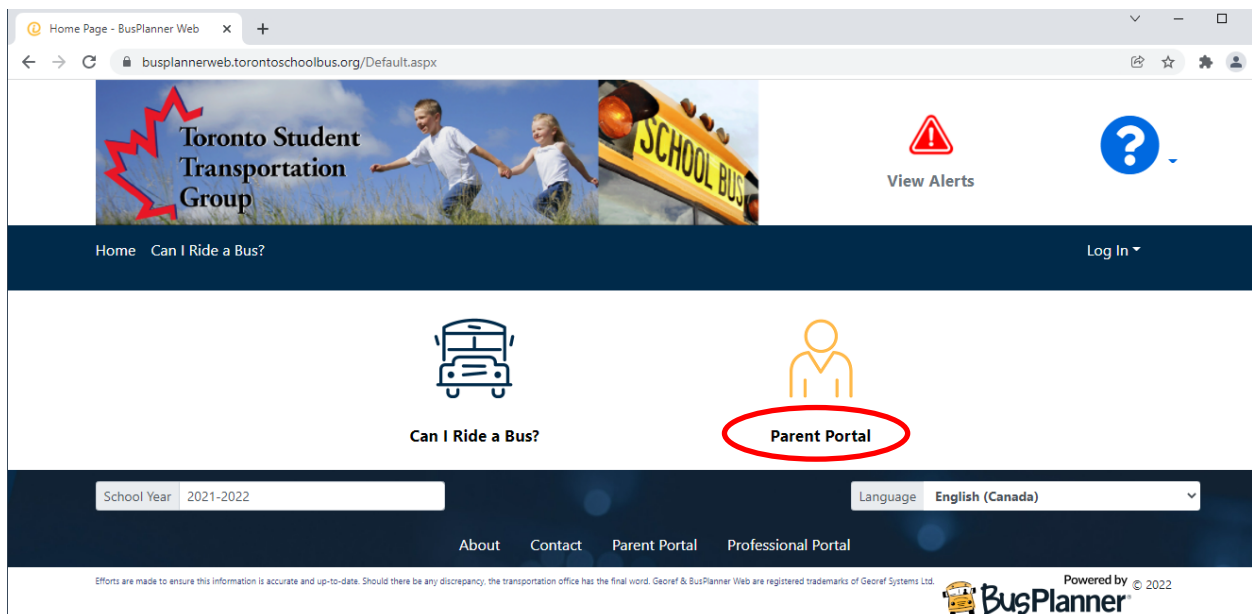 Home Page - BusPlanner Web
busplannerweb.torontoschoolbus.org/Default.aspx
Toronto Student
Transportation
Group
SCHOOL BUS
View Alerts
?
Home Can I Ride a Bus?
Log In
Can I Ride a Bus?
Parent Portal
School Year 2021-2022
Language English (Canada)
About Contact Parent Portal Professional Portal
Efforts are made to ensure this information is accurate and up-to-date. Should there be any discrepancy, the transportation office has the final word. Georef & BusPlanner Web are registered trademarks of Georef Systems Ltd.
Powered by © 2022
BusPlanner